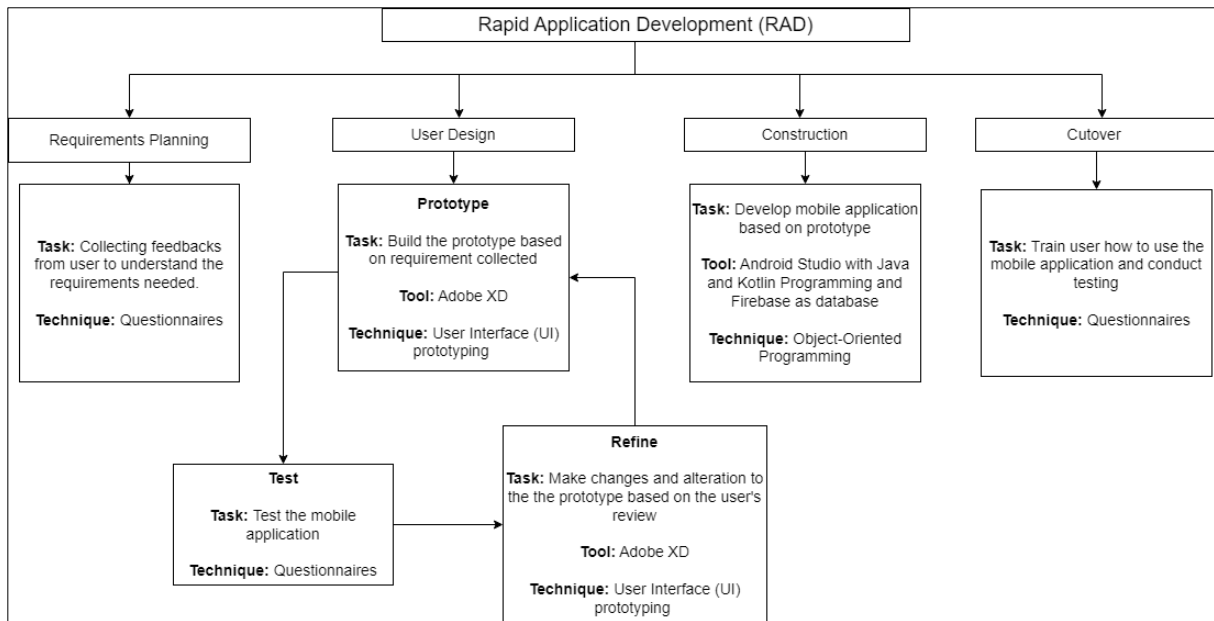 Rapid Application Development (RAD)
Requirements Planning
User Design
Construction
Cutover
Task: Collecting feedbacks
from user to understand the
requirements needed.
Technique: Questionnaires
Prototype
Task: Build the prototype based
on requirement collected
Tool: Adobe XD
Technique: User Interface (UI)
prototyping
Task: Develop mobile application
based on prototype
Tool: Android Studio with Java
and Kotlin Programming and
Firebase as database
Technique: Object-Oriented
Programming
Task: Train user how to use the
mobile application and conduct
testing
Technique: Questionnaires
Test
Task: Test the mobile
application
Technique: Questionnaires
Refine
Task: Make changes and alteration to
the the prototype based on the user's
review
Tool: Adobe XD
Technique: User Interface (UI)
prototyping